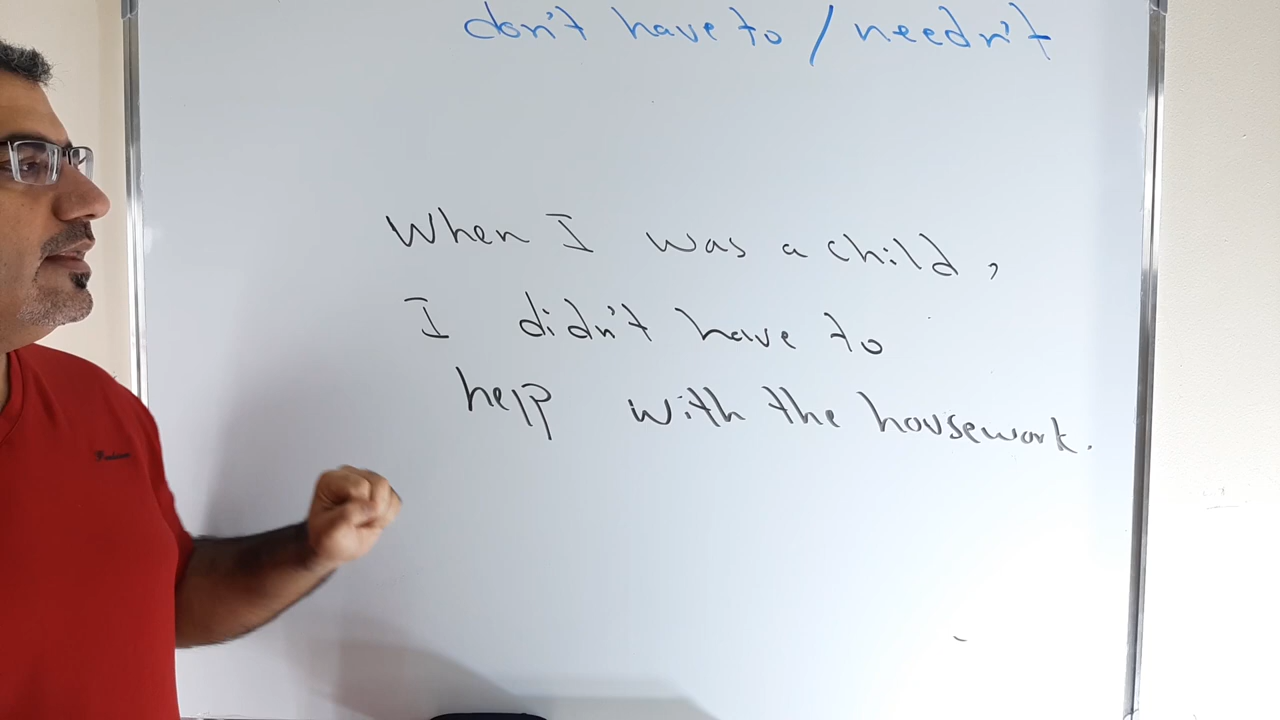 don't have to / needn't
When I was a child,
I didn't have to
help with the housework.